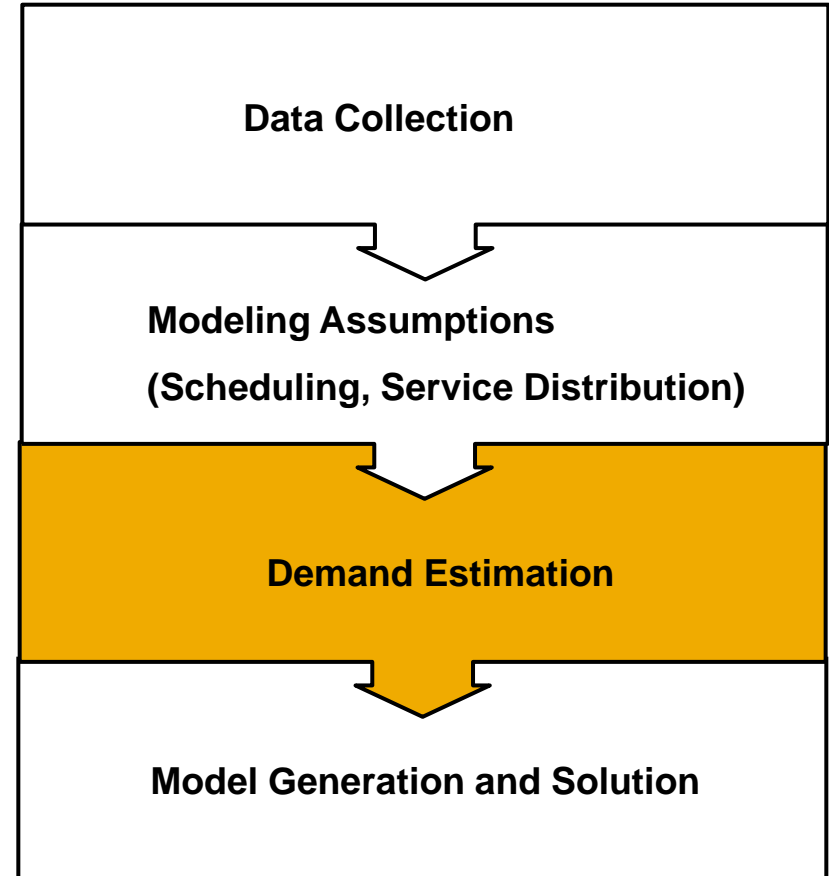 Data Collection
Modeling Assumptions
(Scheduling, Service Distribution)
Demand Estimation
Model Generation and Solution